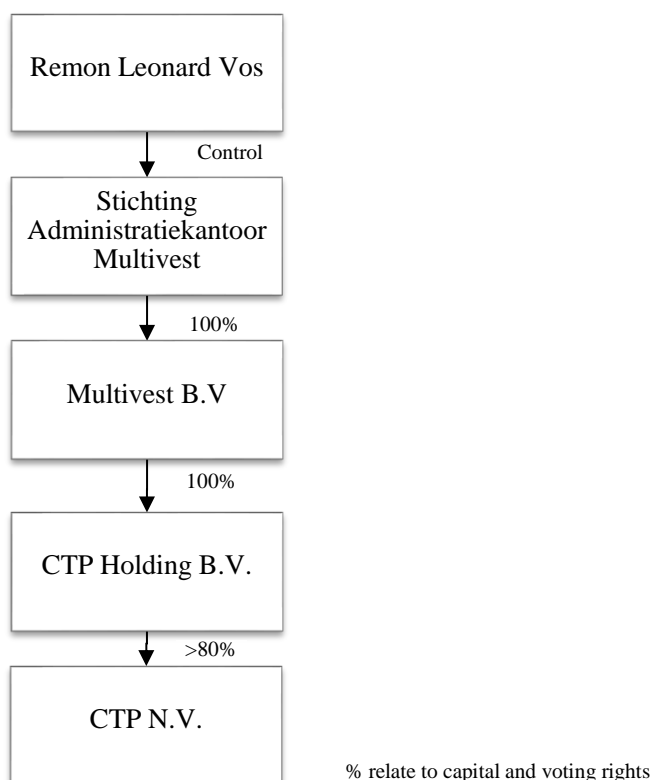 Remon Leonard Vos
Control
Stichting
Administratiekantoor
Multivest
100%
Multivest B.V
100%
CTP Holding B.V.
>80%
CTP N.V.
% relate to capital and voting rights